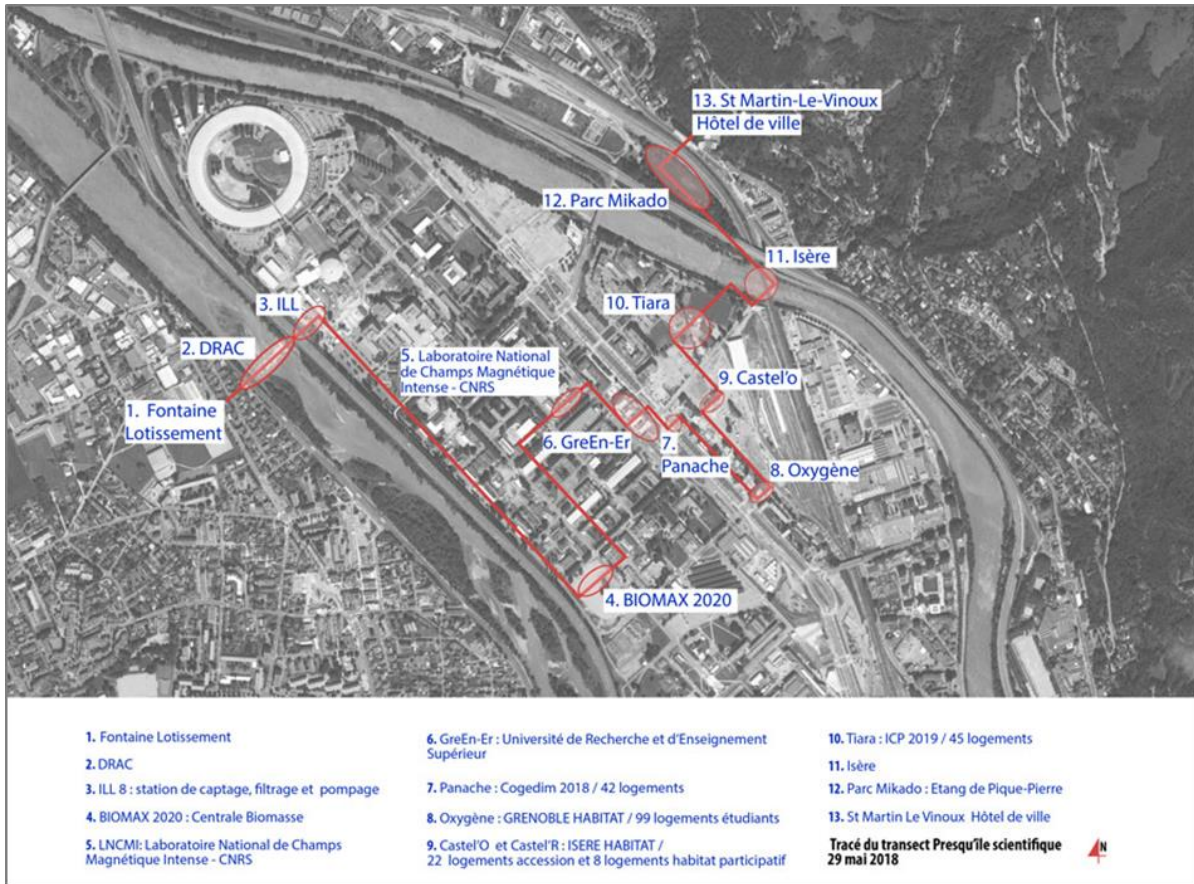 13. St Martin-Le-Vinoux
Hôtel de ville
12. Parc Mikado
11. Isère
10. Tiara
3. ILL
2. DRAC
5. Laboratoire National
de Champs Magnétique
Intense - CNRS
9. Castel'o
1. Fontaine
Lotissement
6. GreEn-Er
7.
Panache
8. Oxygène
4. BIOMAX 2020
1. Fontaine Lotissement
2. DRAC
3. ILL 8 : station de captage, filtrage et pompage
4. BIOMAX 2020 : Centrale Biomasse
5. LNCMI: Laboratoire National de Champs
Magnétique Intense - CNRS
6. GreEn-Er : Université de Recherche et d'Enseignement
Supérieur
7. Panache : Cogedim 2018 / 42 logements
8. Oxygène : GRENOBLE HABITAT / 99 logements étudiants
9. Castel'O et Castel'R : ISERE HABITAT /
22 logements accession et 8 logements habitat participatif
10. Tiara : ICP 2019 / 45 logements
11. Isère
12. Parc Mikado : Etang de Pique-Pierre
13. St Martin Le Vinoux Hôtel de ville
Tracé du transect Presqu'île scientifique
29 mai 2018
N